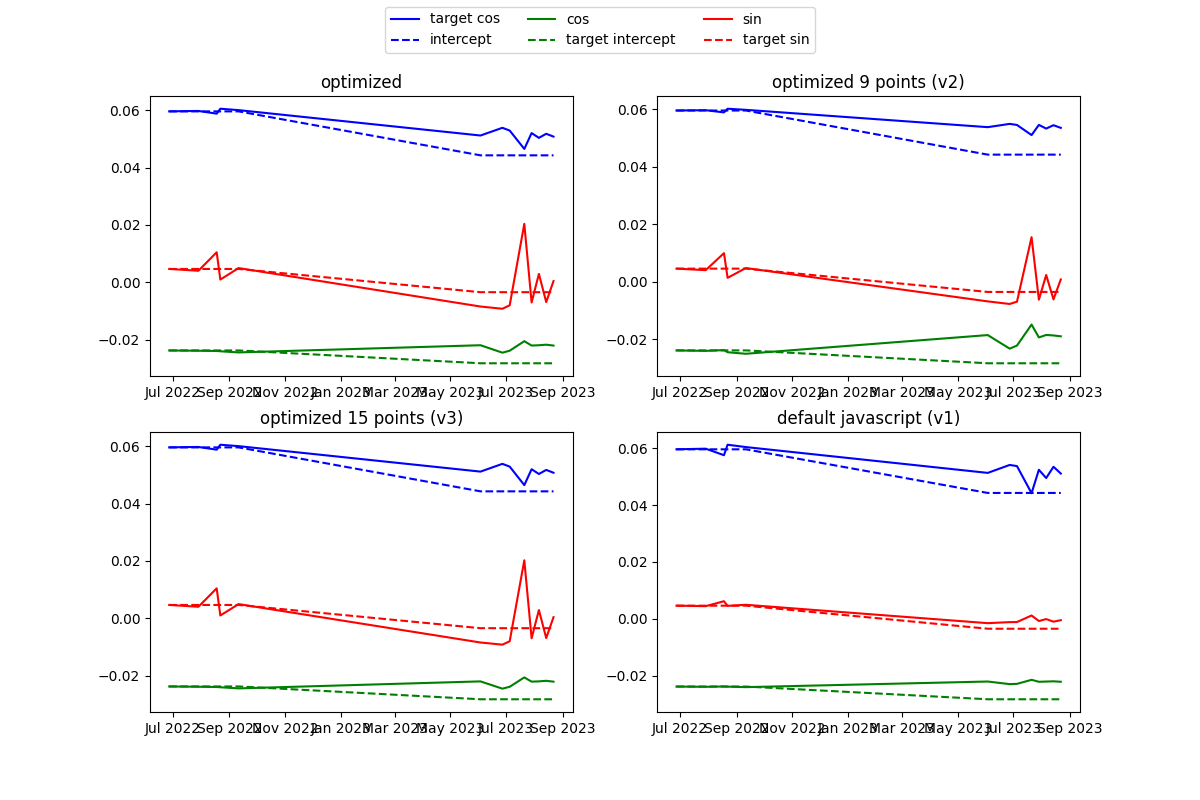 target cos cos sin
intercept target intercept target sin
optimized
optimized 9 points (v2)
0.06
0.04
0.02
0.00
−0.02
Jul 2022 Sep 2022 Nov 2022 Jan 2023 Mar 2023 May 2023 Jul 2023 Sep 2023
0.06
0.04
0.02
0.00
−0.02
Jul 2022 Sep 2022 Nov 2022 Jan 2023 Mar 2023 May 2023 Jul 2023 Sep 2023
optimized 15 points (v3)
default javascript (v1)
0.06
0.04
0.02
0.00
−0.02
Jul 2022 Sep 2022 Nov 2022 Jan 2023 Mar 2023 May 2023 Jul 2023 Sep 2023
0.06
0.04
0.02
0.00
−0.02
Jul 2022 Sep 2022 Nov 2022 Jan 2023 Mar 2023 May 2023 Jul 2023 Sep 2023